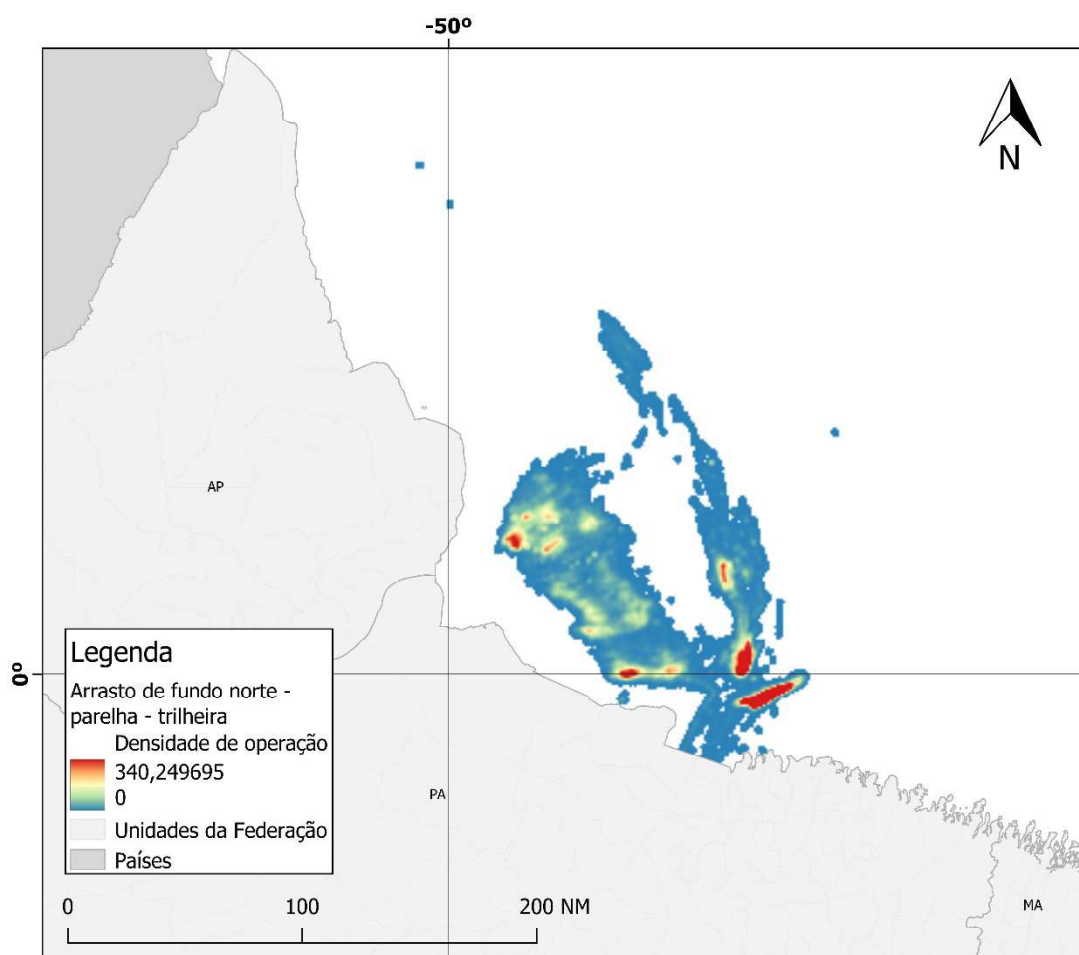 -50º
N
AP
0º
Legenda
Arrasto de fundo norte -
parelha - trilheira
Densidade de operação
340,249695
0
Unidades da Federação
Países
PA
0 100 200 NM
MA